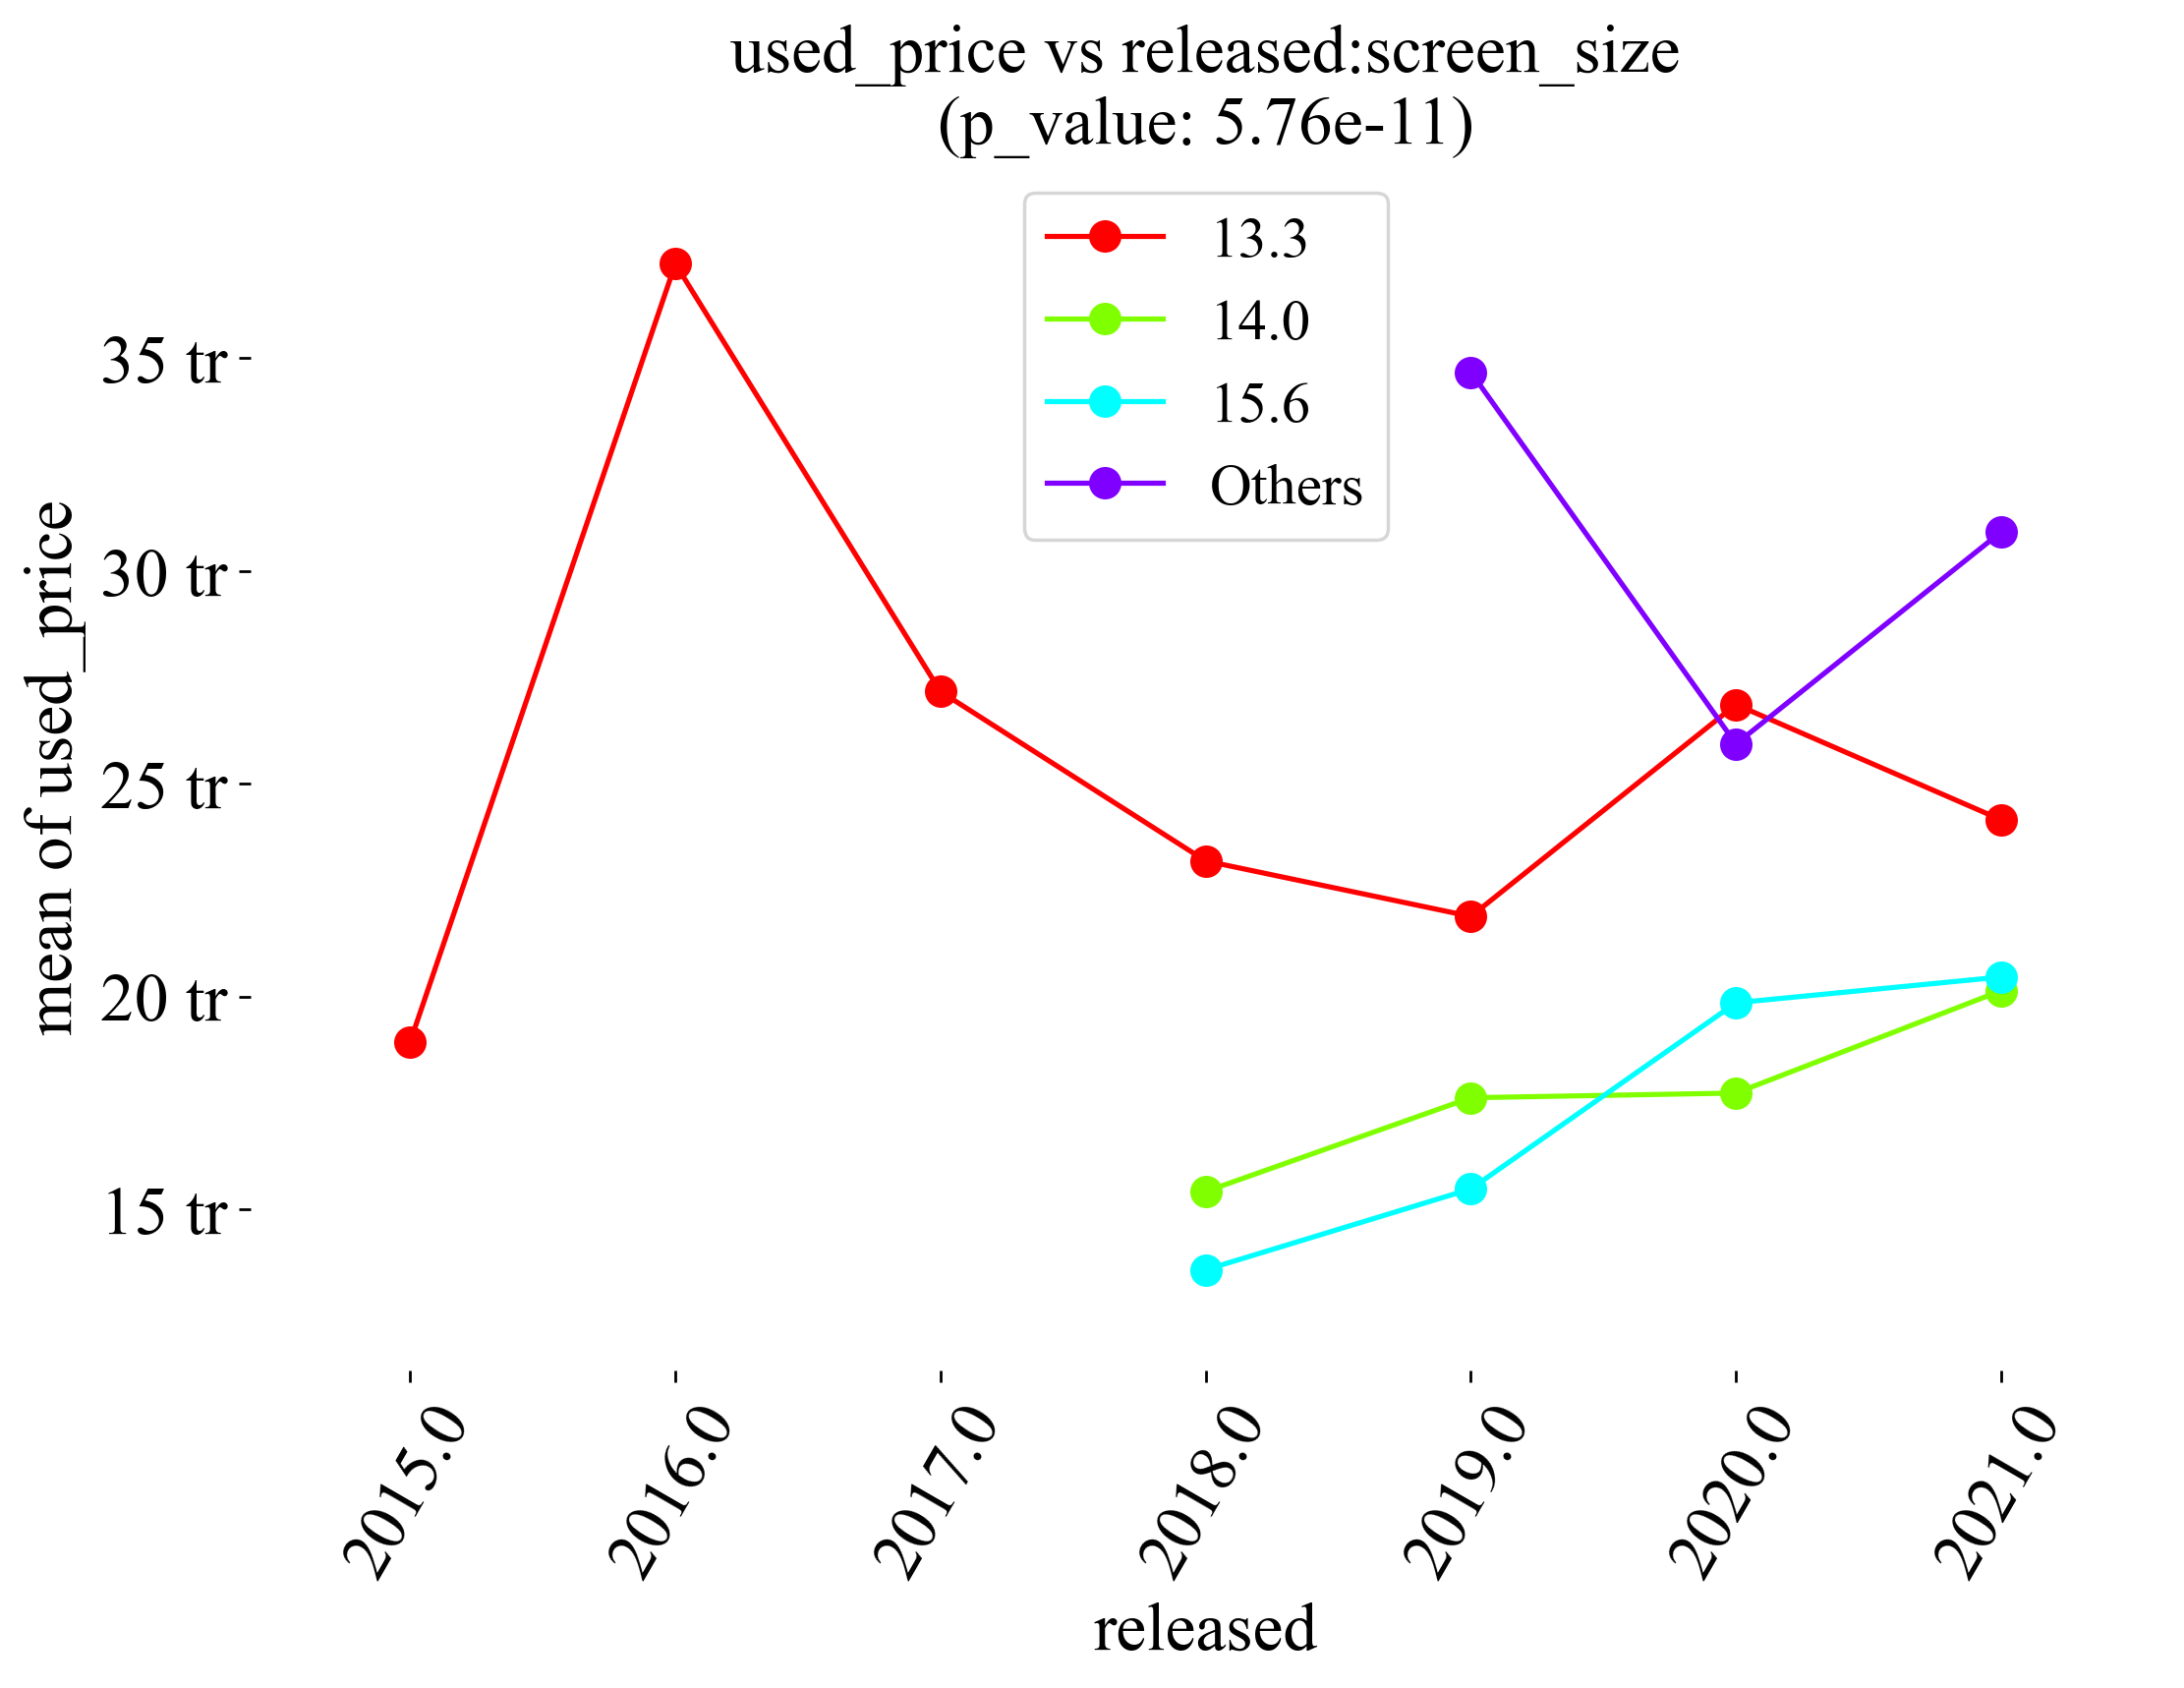 used_price vs released:screen_size
(p_value: 5.76e-11)
13.3
14.0
15.6
Others
mean of used_price
35 tr
30 tr
25 tr
20 tr
15 tr
2015.0
2016.0
2017.0
2018.0
2019.0
2020.0
2021.0
released